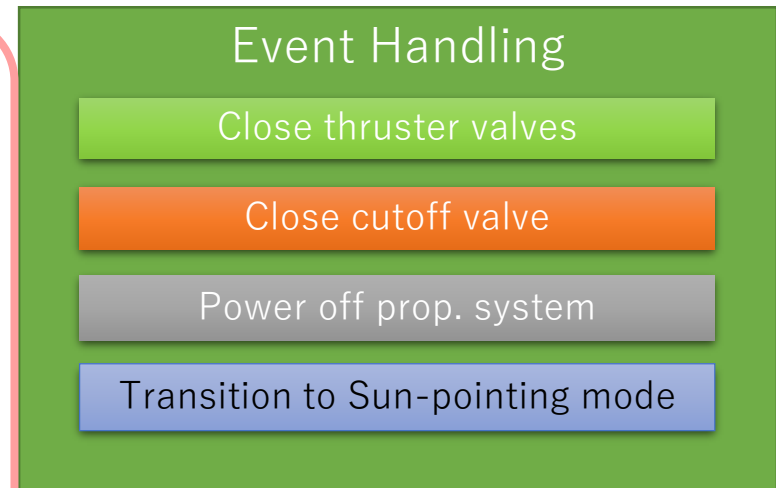 Event Handling
Close thruster valves
Close cutoff valve
Power off prop. system
Transition to Sun-pointing mode